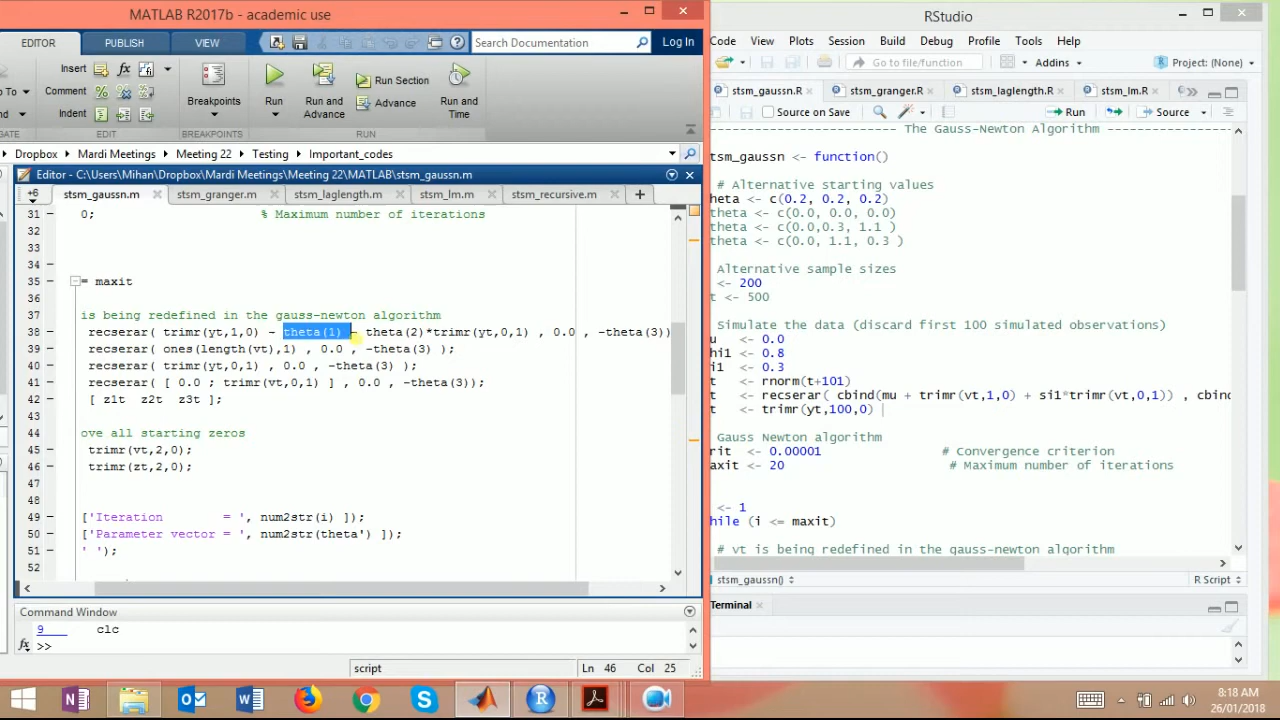 MATLAB R2017b - academic use
EDITOR PUBLISH VIEW Search Documentation Log In
Insert
Comment
Indent
Breakpoints
Run
Run and Advance
Run Section
Advance
Run and Time
EDIT BREAKPOINTS RUN
Dropbox Mardi Meetings Meeting 22 Testing Important_codes
Editor - C:\Users\Mihan\Dropbox\Mardi Meetings\Meeting 22\MATLAB\stsm_gaussn.m
+6 stsm_gaussn.m stsm_granger.m stsm_laglength.m stsm_lm.m stsm_recursive.m
31 0; % Maximum number of iterations
32
33
34
35 = maxit
36
37 is being redefined in the gauss-newton algorithm
38 recserar( trimr(yt,1,0) - theta(1) - theta(2)*trimr(yt,0,1) , 0.0 , -theta(3))
39 recserar( ones(length(vt),1) , 0.0 , -theta(3) );
40 recserar( trimr(yt,0,1) , 0.0 , -theta(3) );
41 recserar( [ 0.0 ; trimr(vt,0,1) ] , 0.0 , -theta(3));
42 [ z1t z2t z3t ];
43
44 ove all starting zeros
45 trimr(vt,2,0);
46 trimr(zt,2,0);
47
48
49 ['Iteration = ', num2str(i) ]);
50 ['Parameter vector = ', num2str(theta') ]);
51 ' ');
52
Command Window
9 clc
fx >>
script Ln 46 Col 25
RStudio
Code View Plots Session Build Debug Profile Tools Help
Go to file/function Addins Project: (None)
stsm_gaussn.R stsm_granger.R stsm_laglength.R stsm_lm.R
Source on Save Run Source
------------------------ The Gauss-Newton Algorithm -----------------
tsm_gaussn <- function()
# Alternative starting values
heta <- c(0.2, 0.2, 0.2)
theta <- c(0.0, 0.0, 0.0)
theta <- c(0.0,0.3, 1.1 )
theta <- c(0.0, 1.1, 0.3 )
Alternative sample sizes
<- 200
t <- 500
Simulate the data (discard first 100 simulated observations)
u <- 0.0
hi1 <- 0.8
i1 <- 0.3
t <- rnorm(t+101)
t <- recserar( cbind(mu + trimr(vt,1,0) + si1*trimr(vt,0,1)) , cbin
t <- trimr(yt,100,0)
Gauss Newton algorithm
rit <- 0.00001 # Convergence criterion
axit <- 20 # Maximum number of iterations
<- 1
hile (i <= maxit)
# vt is being redefined in the gauss-newton algorithm
stsm_gaussn() R Script
Terminal
8:18 AM
26/01/2018